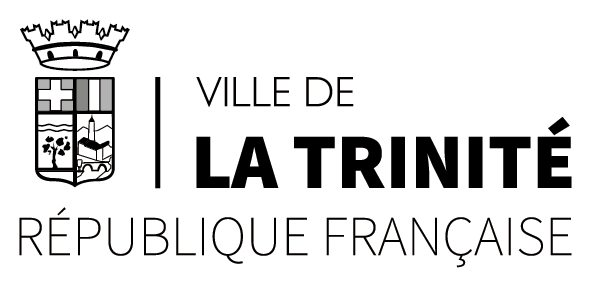 VILLE DE
LA TRINITÉ
RÉPUBLIQUE FRANÇAISE